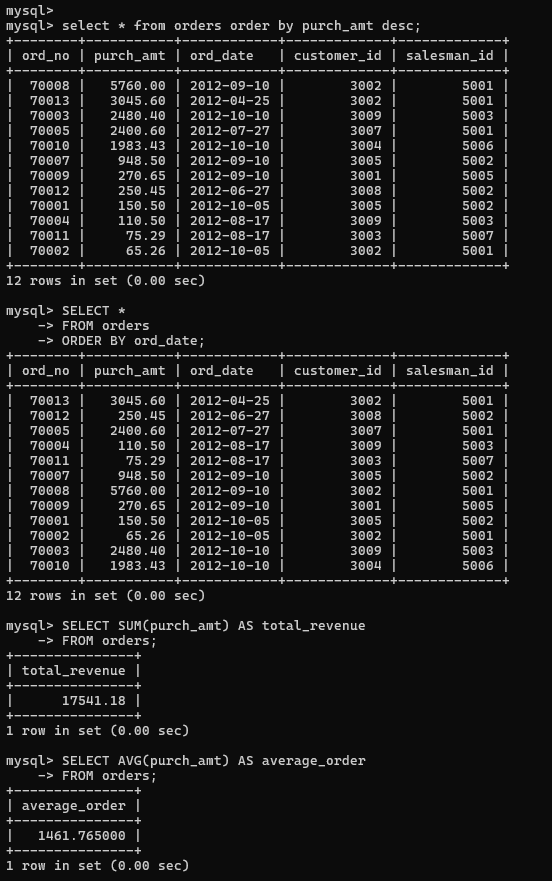 mysql>
mysql> select * from orders order by purch_amt desc;
+--------+-----------+------------+-------------+-------------+
| ord_no | purch_amt | ord_date   | customer_id | salesman_id |
+--------+-----------+------------+-------------+-------------+
|  70008 |   5760.00 | 2012-09-10 |        3002 |        5001 |
|  70013 |   3045.60 | 2012-04-25 |        3002 |        5001 |
|  70003 |   2480.40 | 2012-10-10 |        3009 |        5003 |
|  70005 |   2400.60 | 2012-07-27 |        3007 |        5001 |
|  70010 |   1983.43 | 2012-10-10 |        3004 |        5006 |
|  70007 |    948.50 | 2012-09-10 |        3005 |        5002 |
|  70009 |    270.65 | 2012-09-10 |        3001 |        5005 |
|  70012 |    250.45 | 2012-06-27 |        3008 |        5002 |
|  70001 |    150.50 | 2012-10-05 |        3005 |        5002 |
|  70004 |    110.50 | 2012-08-17 |        3009 |        5003 |
|  70011 |     75.29 | 2012-08-17 |        3003 |        5007 |
|  70002 |     65.26 | 2012-10-05 |        3002 |        5001 |
+--------+-----------+------------+-------------+-------------+
12 rows in set (0.00 sec)

mysql> SELECT *
    -> FROM orders
    -> ORDER BY ord_date;
+--------+-----------+------------+-------------+-------------+
| ord_no | purch_amt | ord_date   | customer_id | salesman_id |
+--------+-----------+------------+-------------+-------------+
|  70013 |   3045.60 | 2012-04-25 |        3002 |        5001 |
|  70012 |    250.45 | 2012-06-27 |        3008 |        5002 |
|  70005 |   2400.60 | 2012-07-27 |        3007 |        5001 |
|  70004 |    110.50 | 2012-08-17 |        3009 |        5003 |
|  70011 |     75.29 | 2012-08-17 |        3003 |        5007 |
|  70007 |    948.50 | 2012-09-10 |        3005 |        5002 |
|  70008 |   5760.00 | 2012-09-10 |        3002 |        5001 |
|  70009 |    270.65 | 2012-09-10 |        3001 |        5005 |
|  70001 |    150.50 | 2012-10-05 |        3005 |        5002 |
|  70002 |     65.26 | 2012-10-05 |        3002 |        5001 |
|  70003 |   2480.40 | 2012-10-10 |        3009 |        5003 |
|  70010 |   1983.43 | 2012-10-10 |        3004 |        5006 |
+--------+-----------+------------+-------------+-------------+
12 rows in set (0.00 sec)

mysql> SELECT SUM(purch_amt) AS total_revenue
    -> FROM orders;
+---------------+
| total_revenue |
+---------------+
|      17541.18 |
+---------------+
1 row in set (0.00 sec)

mysql> SELECT AVG(purch_amt) AS average_order
    -> FROM orders;
+---------------+
| average_order |
+---------------+
|   1461.765000 |
+---------------+
1 row in set (0.00 sec)